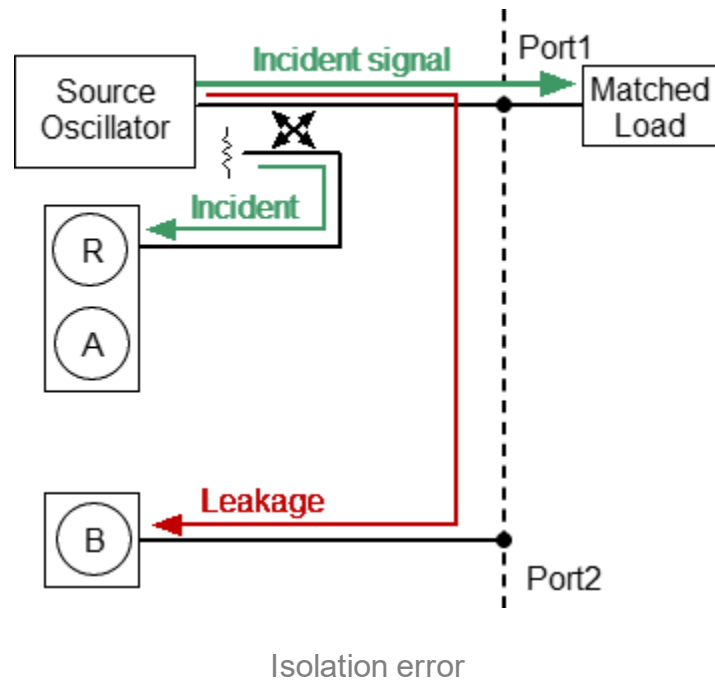 Incident signal
Port1
Source
Oscillator
Matched
Load
Incident
R
A
Leakage
B
Port2
Isolation error